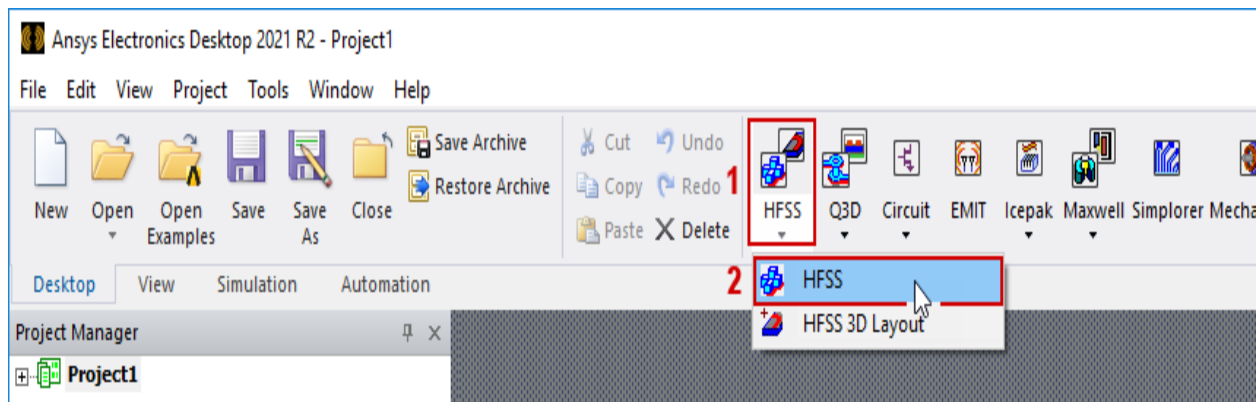 Ansys Electronics Desktop 2021 R2 - Project1
File Edit View Project Tools Window Help
New
Open
Open Examples
Save
Save As
Close
Save Archive
Restore Archive
Cut
Copy
Paste
Undo
Redo
Delete
1
HFSS
Q3D
Circuit
EMIT
Icepak
Maxwell
Simplorer
Mecha
Desktop View Simulation Automation
2
HFSS
HFSS 3D Layout
Project Manager
Project1